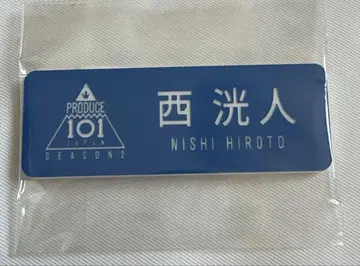 PRODUCE
101
JAPAN
SEASON2
西 洸人
NISHI HIROTO